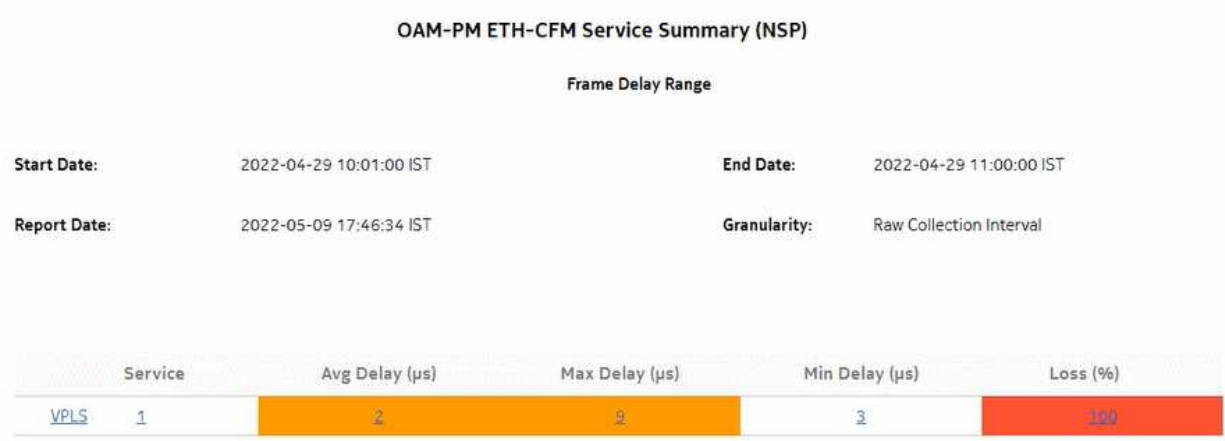 OAM-PM ETH-CFM Service Summary (NSP)
Frame Delay Range
Start Date: 2022-04-29 10:01:00 IST End Date: 2022-04-29 11:00:00 IST
Report Date: 2022-05-09 17:46:34 IST Granularity: Raw Collection Interval
Service Avg Delay (µs) Max Delay (µs) Min Delay (µs) Loss (%)
VPLS 1 2 9 3 100